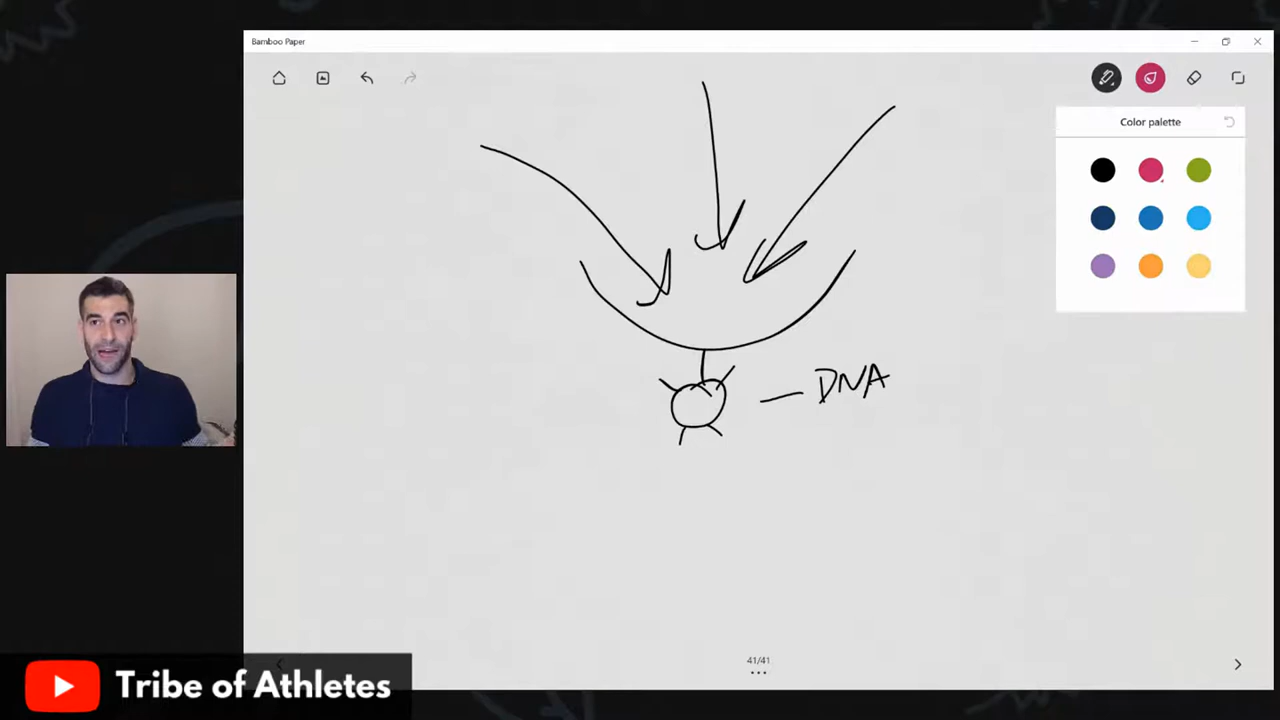 Bamboo Paper
Color palette
DNA
41/41
Tribe of Athletes